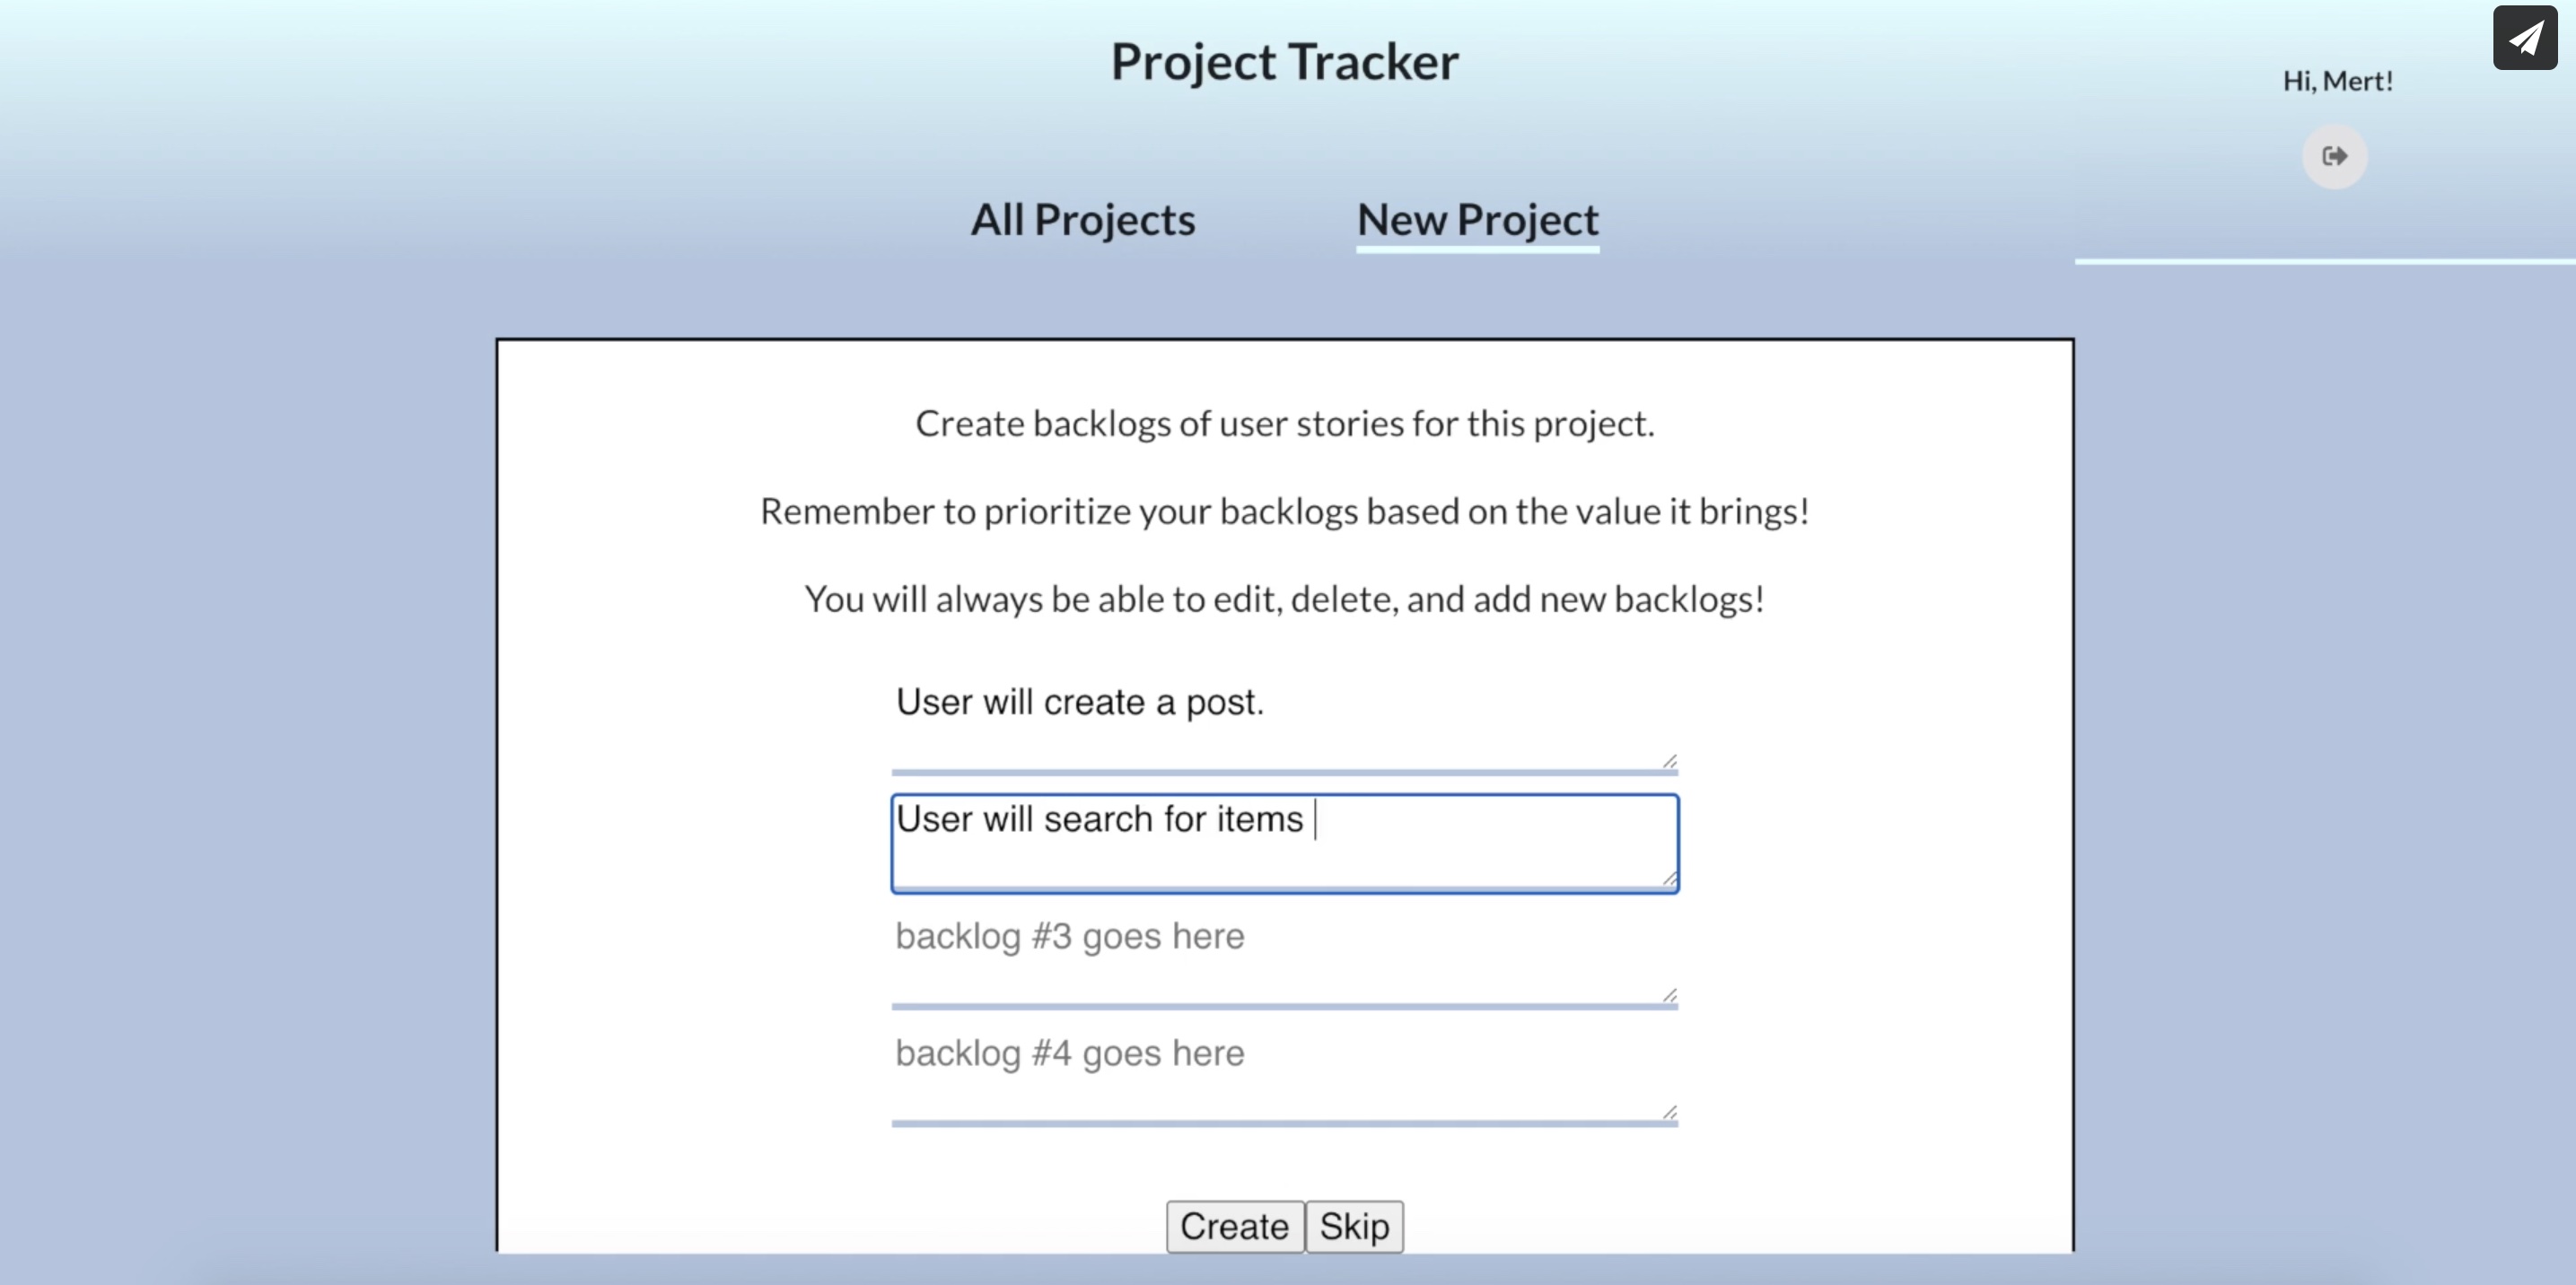 Project Tracker
Hi, Mert!
All Projects
New Project
Create backlogs of user stories for this project.
Remember to prioritize your backlogs based on the value it brings!
You will always be able to edit, delete, and add new backlogs!
User will create a post.
User will search for items
backlog #3 goes here
backlog #4 goes here
Create
Skip